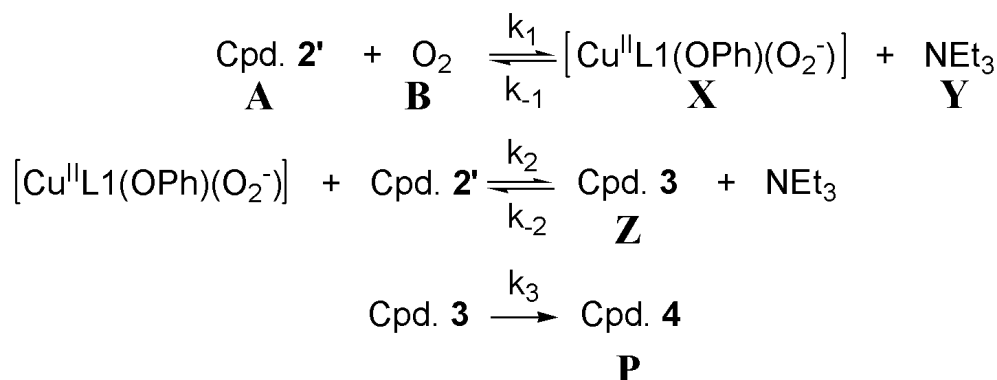 Cpd. 2' + O₂ ⇌ [CuᴵᴵL1(OPh)(O₂⁻)] + NEt₃
k₁
k₋₁
A B X Y
[CuᴵᴵL1(OPh)(O₂⁻)] + Cpd. 2' ⇌ Cpd. 3 + NEt₃
k₂
k₋₂
Z
k₃
Cpd. 3 → Cpd. 4
P